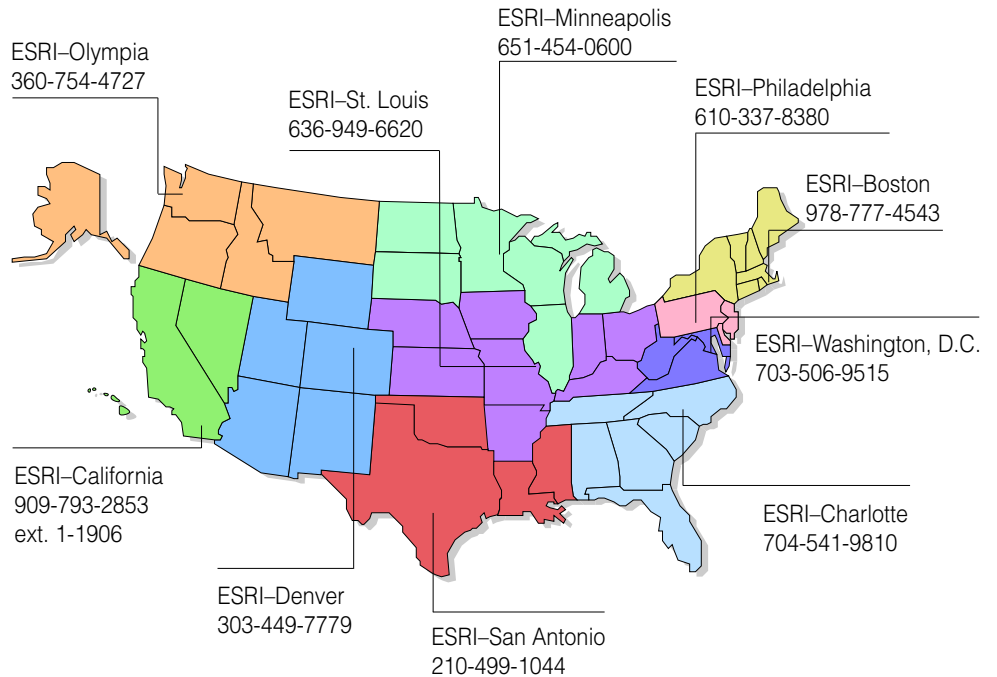 ESRI–Minneapolis
651-454-0600
ESRI–Olympia
360-754-4727
ESRI–St. Louis
636-949-6620
ESRI–Philadelphia
610-337-8380
ESRI–Boston
978-777-4543
ESRI–Washington, D.C.
703-506-9515
ESRI–California
909-793-2853
ext. 1-1906
ESRI–Charlotte
704-541-9810
ESRI–Denver
303-449-7779
ESRI–San Antonio
210-499-1044